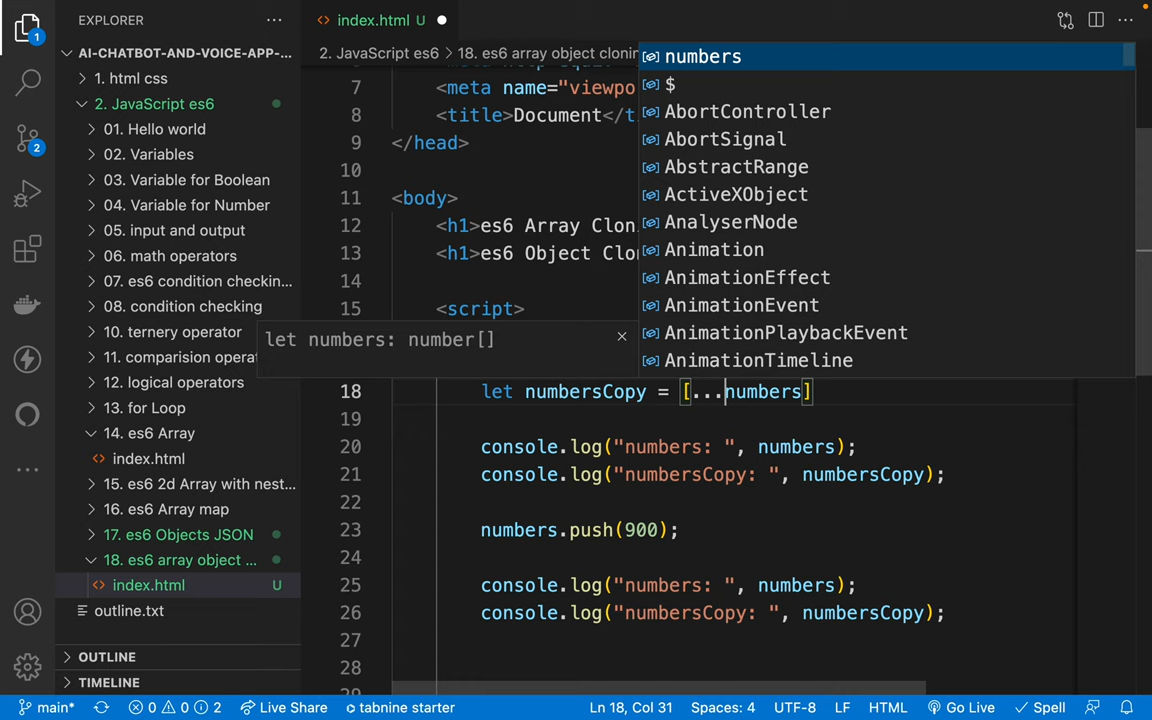 EXPLORER
AI-CHATBOT-AND-VOICE-APP-...
1. html css
2. JavaScript es6
01. Hello world
02. Variables
03. Variable for Boolean
04. Variable for Number
05. input and output
06. math operators
07. es6 condition checkin...
08. condition checking
10. ternery operator
11. comparision operat
12. logical operators
13. for Loop
14. es6 Array
<> index.html
15. es6 2d Array with nest...
16. es6 Array map
17. es6 Objects JSON
18. es6 array object ...
<> index.html U
outline.txt
OUTLINE
TIMELINE
1
2
<> index.html U
2. JavaScript es6 > 18. es6 array object clonin
7 <meta name="viewpo
8 <title>Document</t
9 </head>
10
11 <body>
12 <h1>es6 Array Clon
13 <h1>es6 Object Clo
14
15 <script>
let numbers: number[]
18 let numbersCopy = [...numbers]
19
20 console.log("numbers: ", numbers);
21 console.log("numbersCopy: ", numbersCopy);
22
23 numbers.push(900);
24
25 console.log("numbers: ", numbers);
26 console.log("numbersCopy: ", numbersCopy);
27
28
numbers
$
AbortController
AbortSignal
AbstractRange
ActiveXObject
AnalyserNode
Animation
AnimationEffect
AnimationEvent
AnimationPlaybackEvent
AnimationTimeline
main* 0 0 2 Live Share tabnine starter Ln 18, Col 31 Spaces: 4 UTF-8 LF HTML Go Live Spell